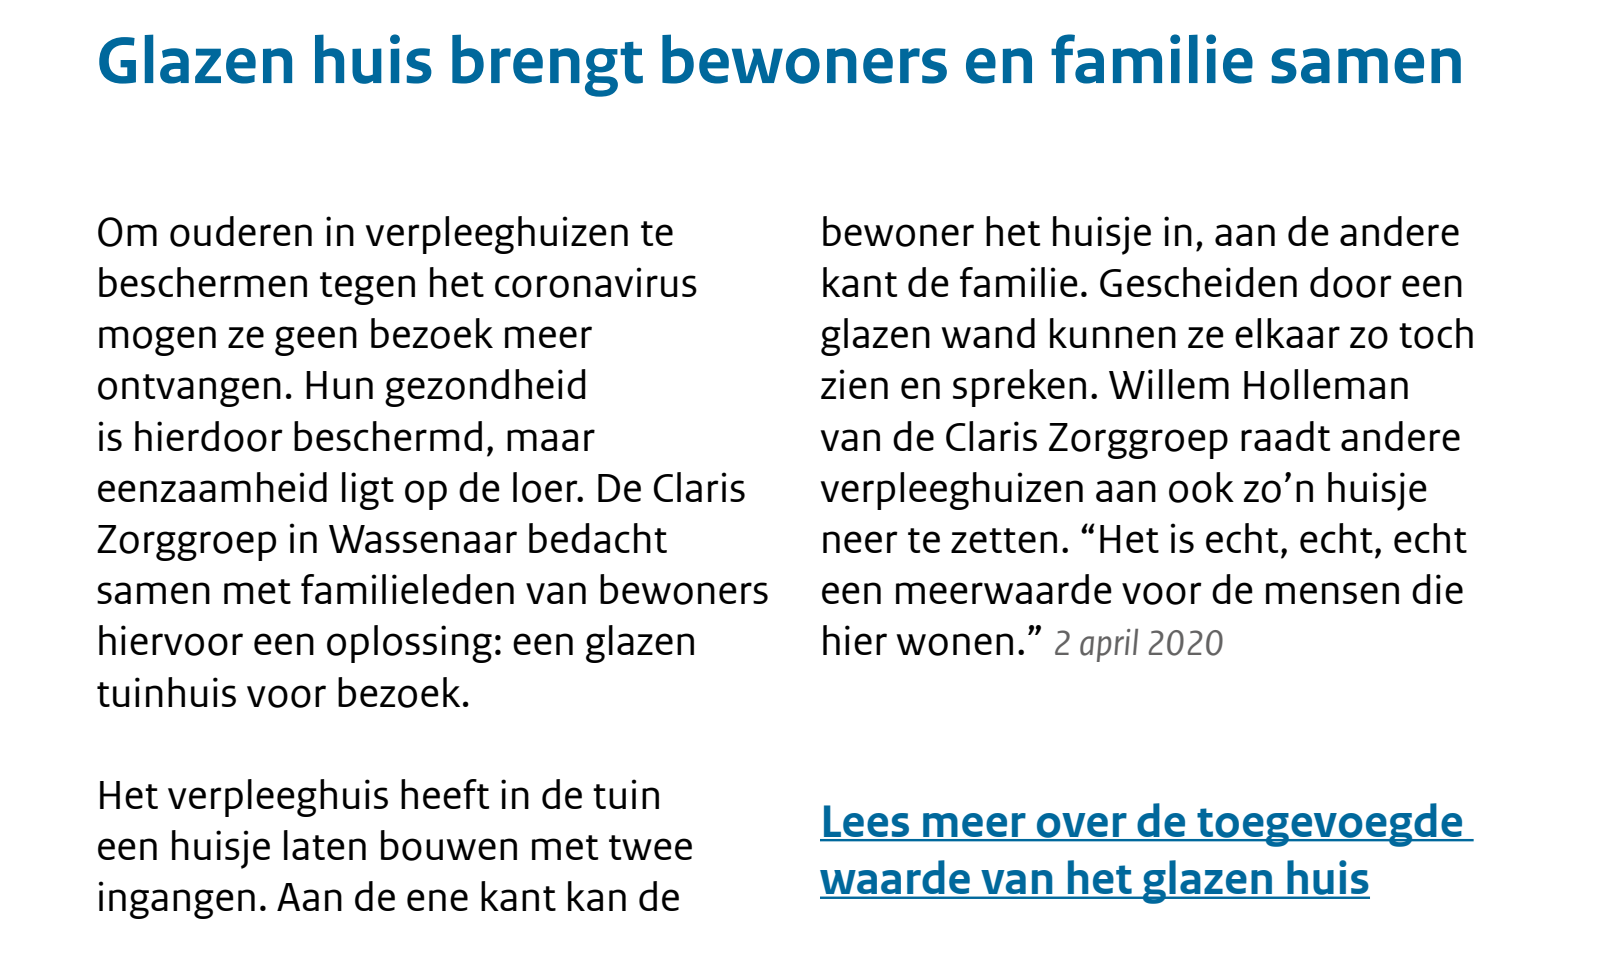 Glazen huis brengt bewoners en familie samen
Om ouderen in verpleeghuizen te
beschermen tegen het coronavirus
mogen ze geen bezoek meer
ontvangen. Hun gezondheid
is hierdoor beschermd, maar
eenzaamheid ligt op de loer. De Claris
Zorggroep in Wassenaar bedacht
samen met familieleden van bewoners
hiervoor een oplossing: een glazen
tuinhuis voor bezoek.
Het verpleeghuis heeft in de tuin
een huisje laten bouwen met twee
ingangen. Aan de ene kant kan de
bewoner het huisje in, aan de andere
kant de familie. Gescheiden door een
glazen wand kunnen ze elkaar zo toch
zien en spreken. Willem Holleman
van de Claris Zorggroep raadt andere
verpleeghuizen aan ook zo’n huisje
neer te zetten. “Het is echt, echt, echt
een meerwaarde voor de mensen die
hier wonen.” 2 april 2020
Lees meer over de toegevoegde
waarde van het glazen huis